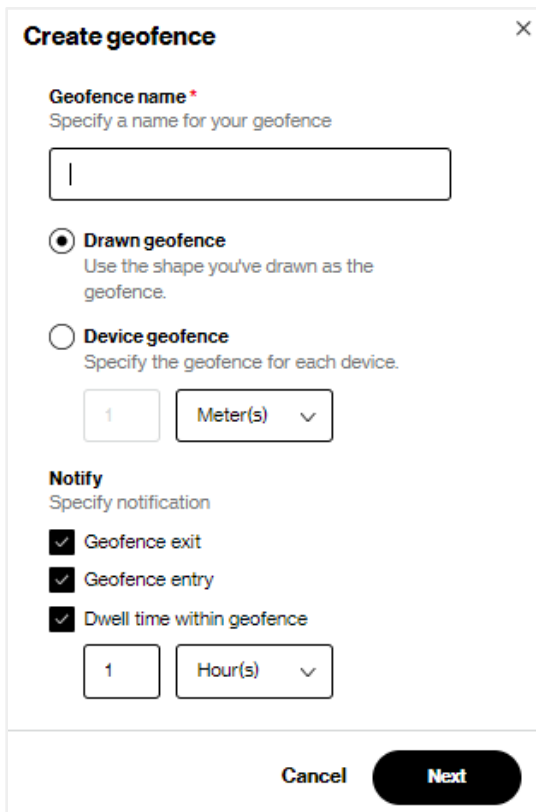 Create geofence
Geofence name *
Specify a name for your geofence
Drawn geofence
Use the shape you've drawn as the
geofence.
Device geofence
Specify the geofence for each device.
1 Meter(s)
Notify
Specify notification
Geofence exit
Geofence entry
Dwell time within geofence
1 Hour(s)
Cancel Next